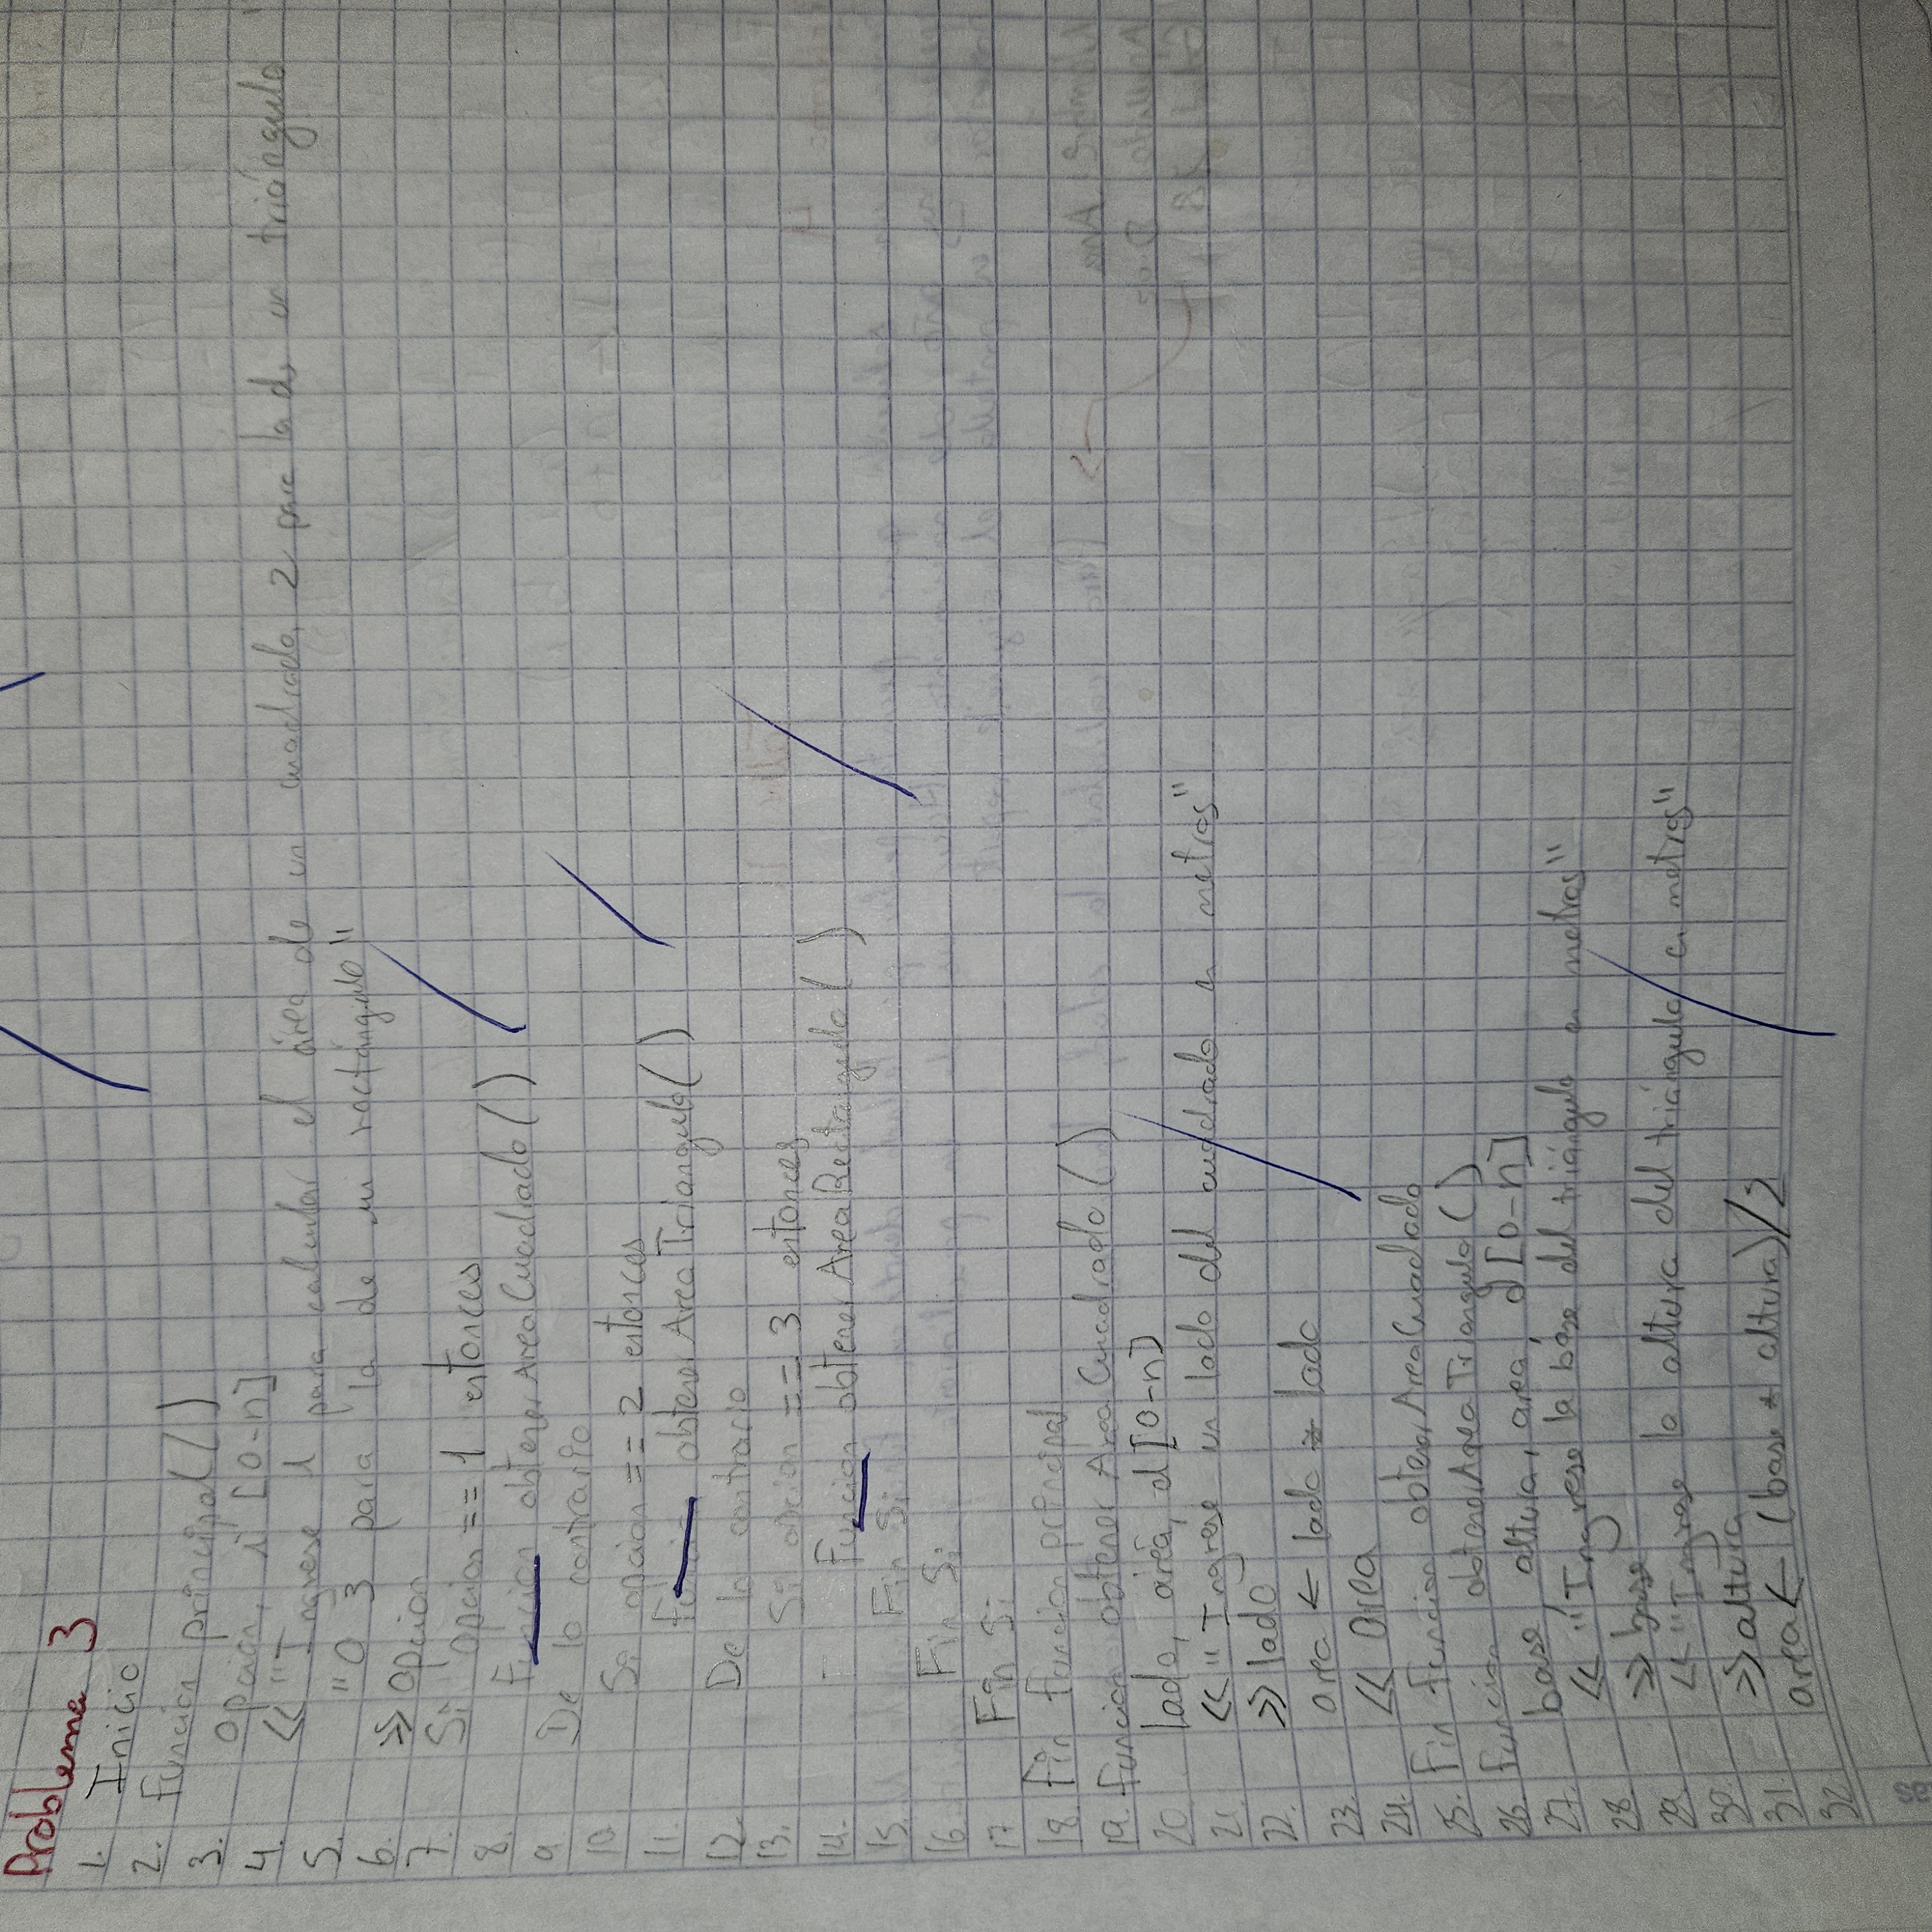 Problema 3
1. Inicio
2. Función principal()
3. opcion, i [0-n]
4. << "Ingrese 1 para calcular el área de un cuadrado, 2 para la de un triángulo
5. "O 3 para la de un rectángulo"
6. >> opcion
7. Si opcion == 1 entonces
8. Funcion obtenerAreaCuadrado()
9. De lo contrario
10. Si opcion == 2 entonces
11. Funcion obtenerAreaTriangulo()
12. De lo contrario
13. Si opcion == 3 entonces
14. Funcion obtenerAreaRectangulo()
15. Fin Si
16. Fin Si
17. Fin Si
18. Fin funcion principal
19. Funcion obtenerAreaCuadrado()
20. lado, area, d [0-n]
21. << "Ingrese un lado del cuadrado en metros"
22. >> lado
23. area ← lado * lado
24. << area
25. Fin funcion obtenerAreaCuadrado
26. Funcion obtenerAreaTriangulo()
27. base, altura, area, d [0-n]
28. << "Ingrese la base del triángulo en metros"
29. >> base
30. << "Ingrese la altura del triángulo en metros"
31. >> altura
32. area ← (base * altura)/2
as